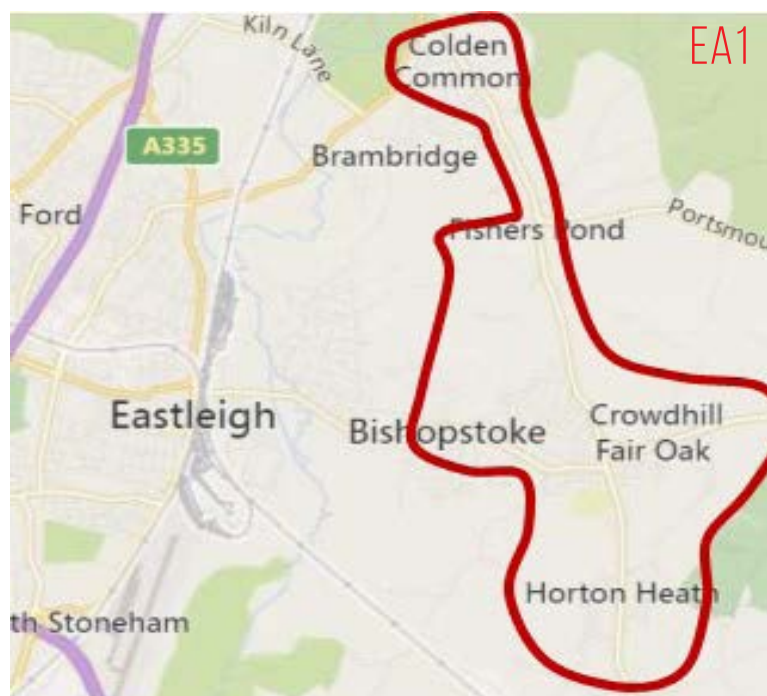 EA1
Kiln Lane
Colden
Common
A335
Brambridge
Ford
Fishers Pond
Portsmou
Eastleigh
Bishopstoke
Crowdhill
Fair Oak
Horton Heath
th Stoneham